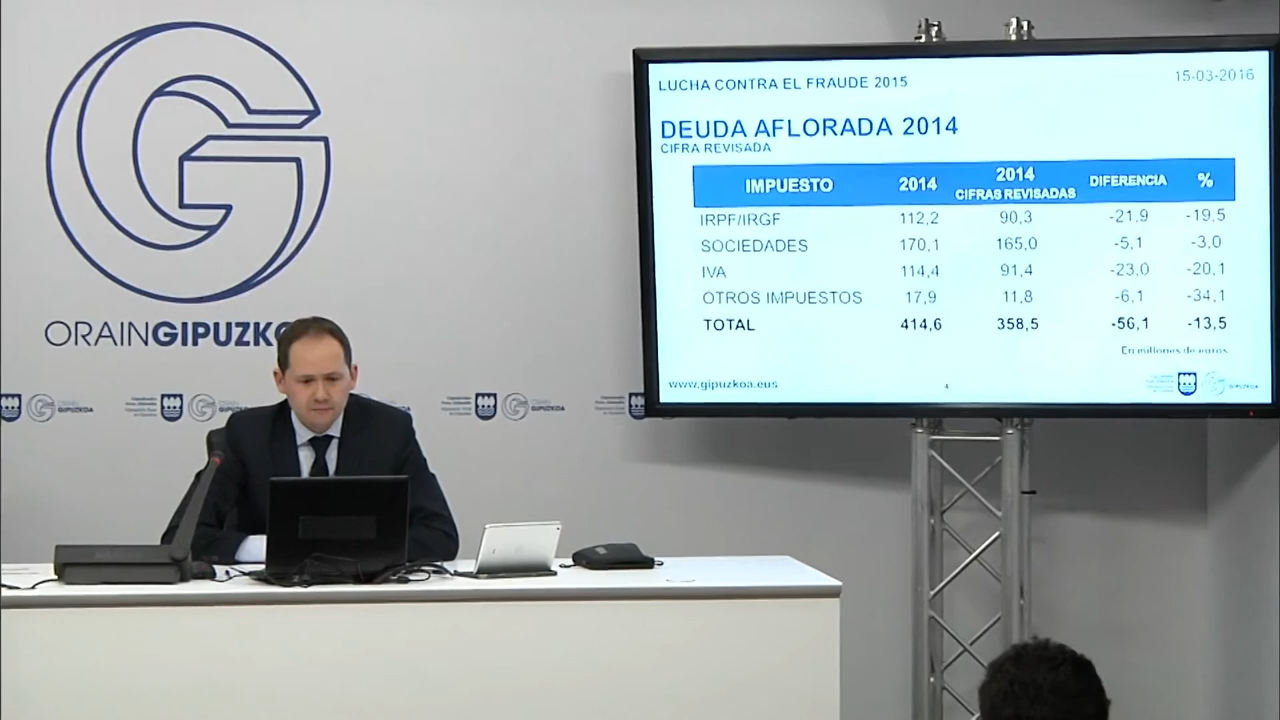 LUCHA CONTRA EL FRAUDE 2015
15-03-2016
DEUDA AFLORADA 2014
CIFRA REVISADA
IMPUESTO 2014 2014 CIFRAS REVISADAS DIFERENCIA %
IRPF/IRGF 112,2 90,3 -21,9 -19,5
SOCIEDADES 170,1 165,0 -5,1 -3,0
IVA 114,4 91,4 -23,0 -20,1
OTROS IMPUESTOS 17,9 11,8 -6,1 -34,1
TOTAL 414,6 358,5 -56,1 -13,5
En millones de euros
www.gipuzkoa.eus
4
ORAINGIPUZK
ORAIN
GIPUZKOA
ORAIN
GIPUZKOA